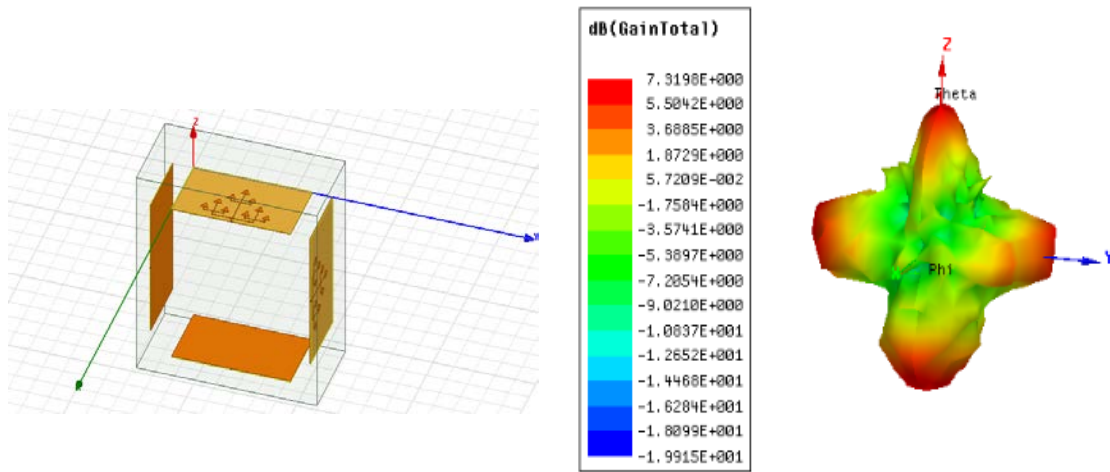 Z
dB(GainTotal)
7.3198E+000
5.5042E+000
3.6885E+000
1.8729E+000
5.7209E-002
-1.7584E+000
-3.5741E+000
-5.3897E+000
-7.2054E+000
-9.0210E+000
-1.0837E+001
-1.2652E+001
-1.4468E+001
-1.6284E+001
-1.8099E+001
-1.9915E+001
Z
Theta
Phi
Y